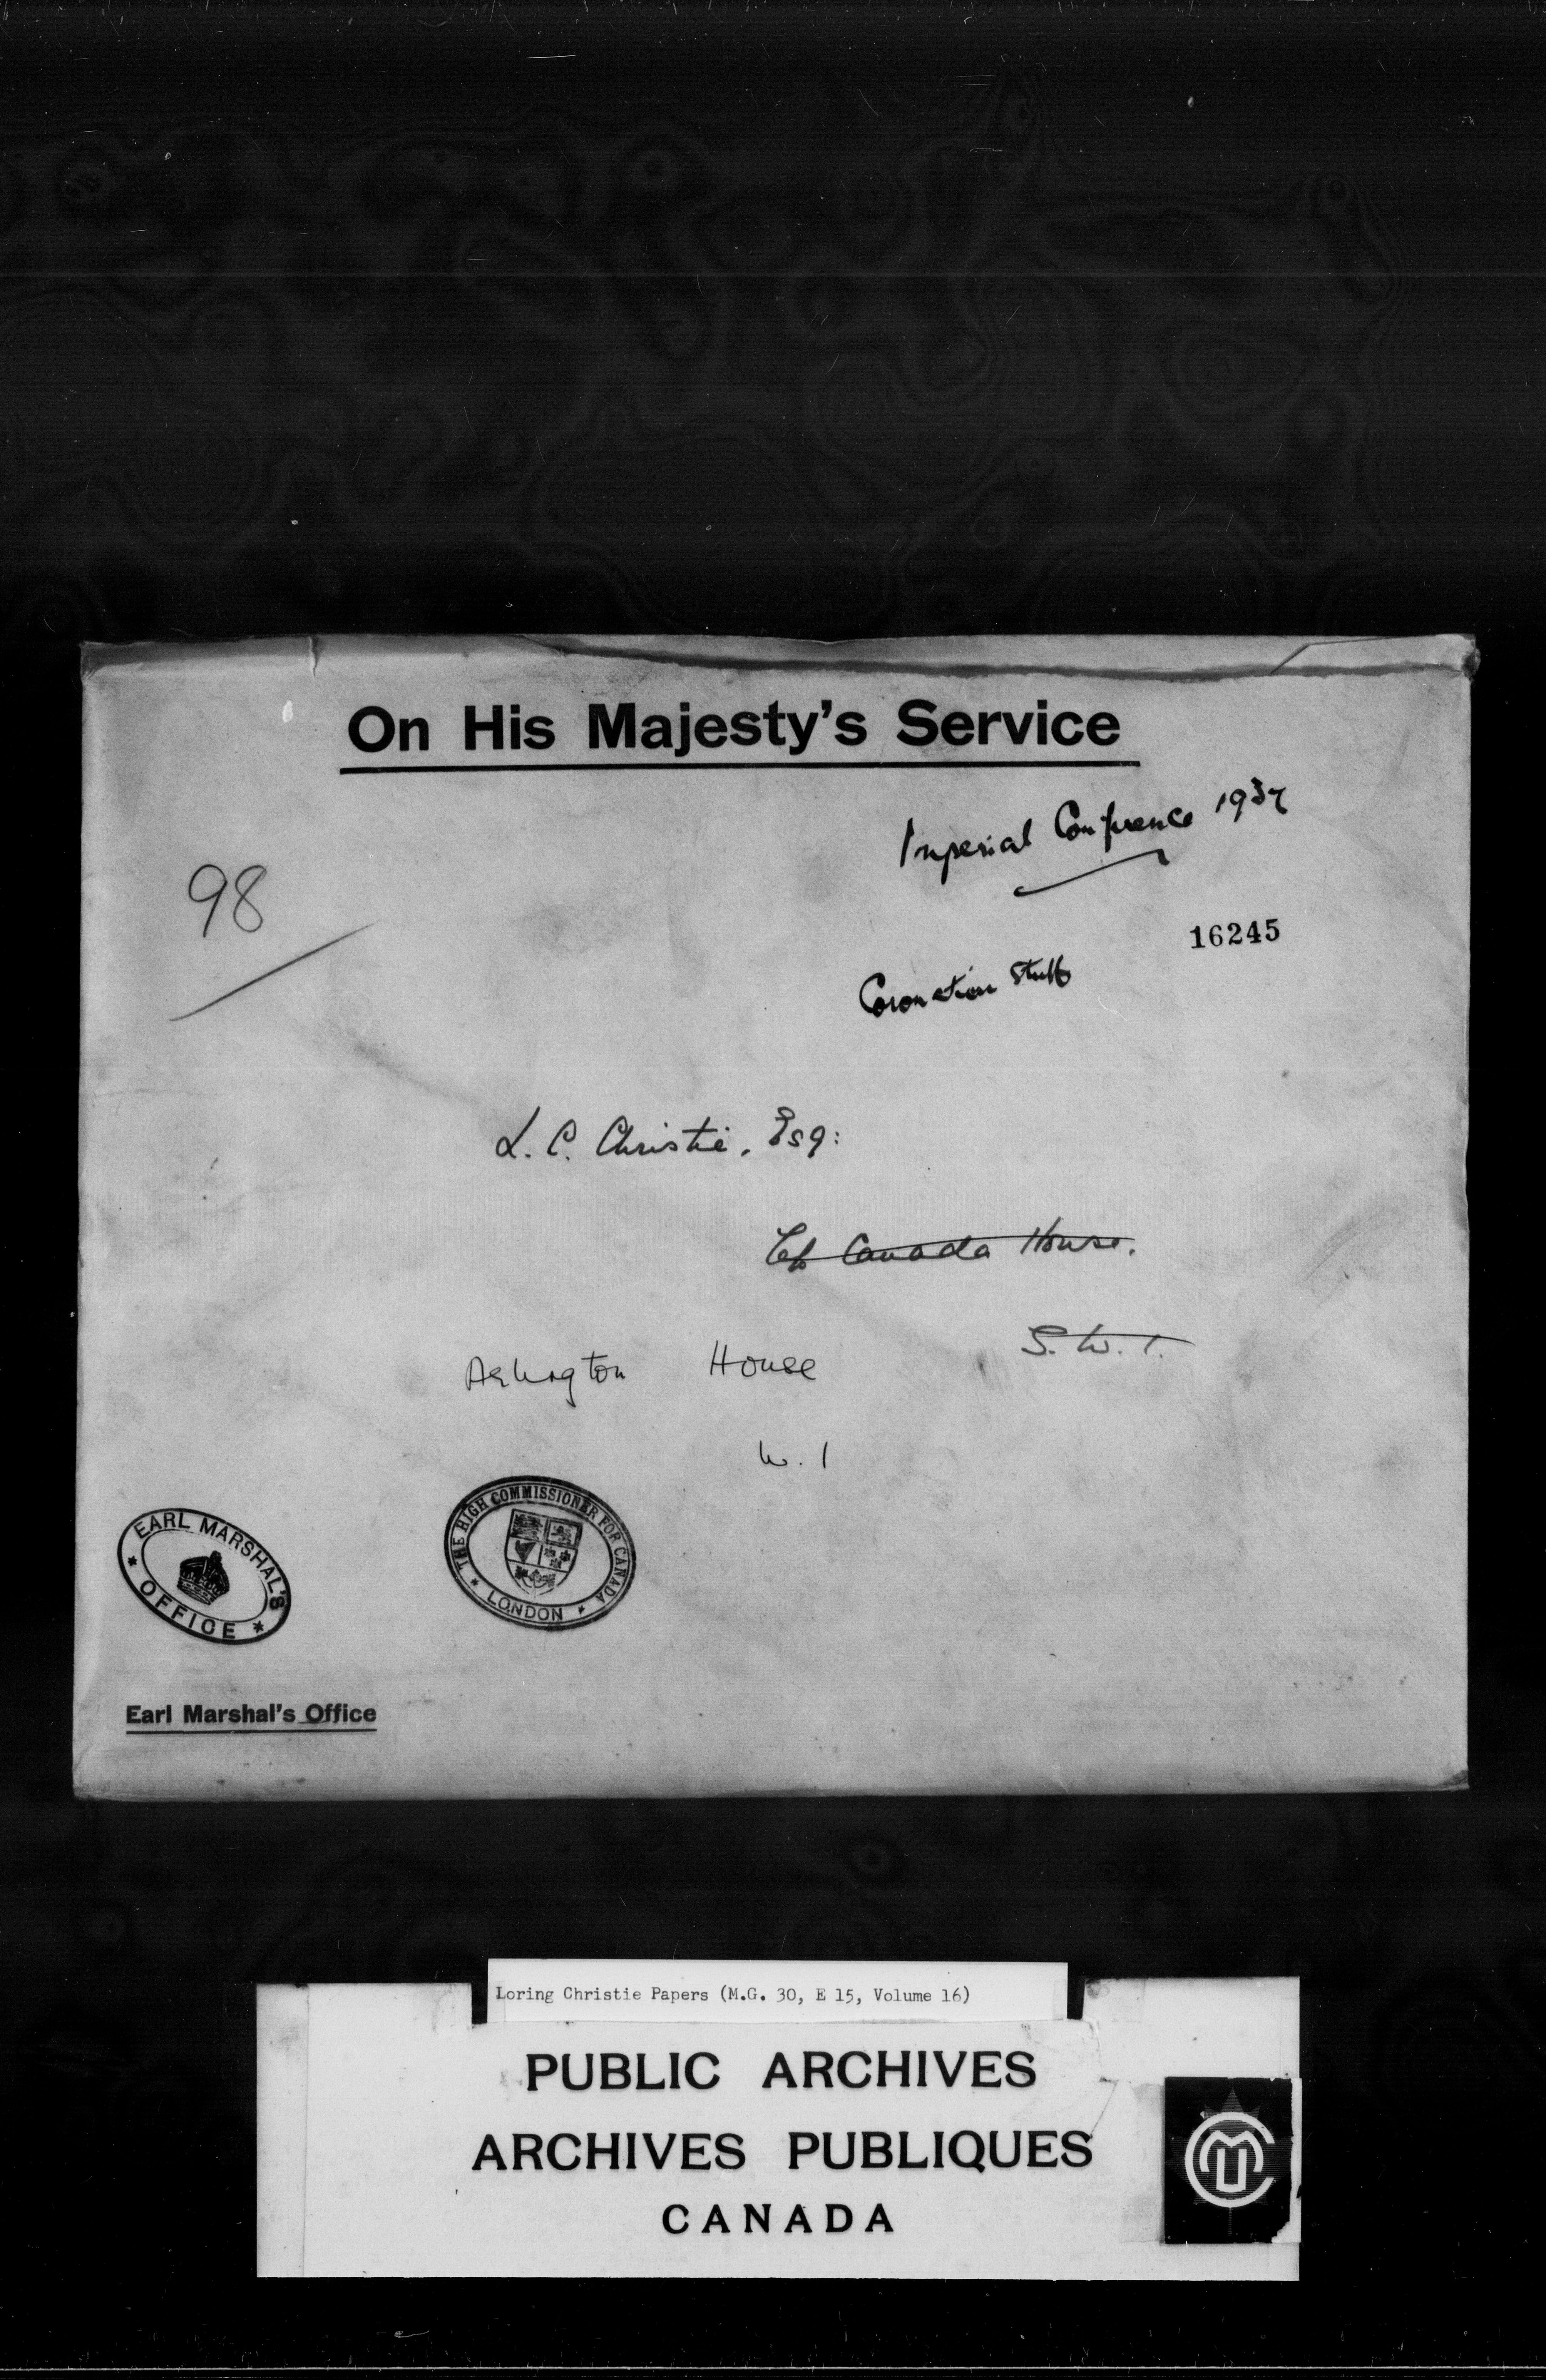 On His Majesty's Service
Imperial Conference 1937
98
16245
Coronation Stuff
L. C. Christie, Esq:
c/o Canada House.
S. W. 1.
Arlington House
W. 1
EARL MARSHAL'S
* OFFICE *
* THE HIGH COMMISSIONER FOR CANADA *
LONDON
Earl Marshal's Office
Loring Christie Papers (M.G. 30, E 15, Volume 16)
PUBLIC ARCHIVES
ARCHIVES PUBLIQUES
CANADA